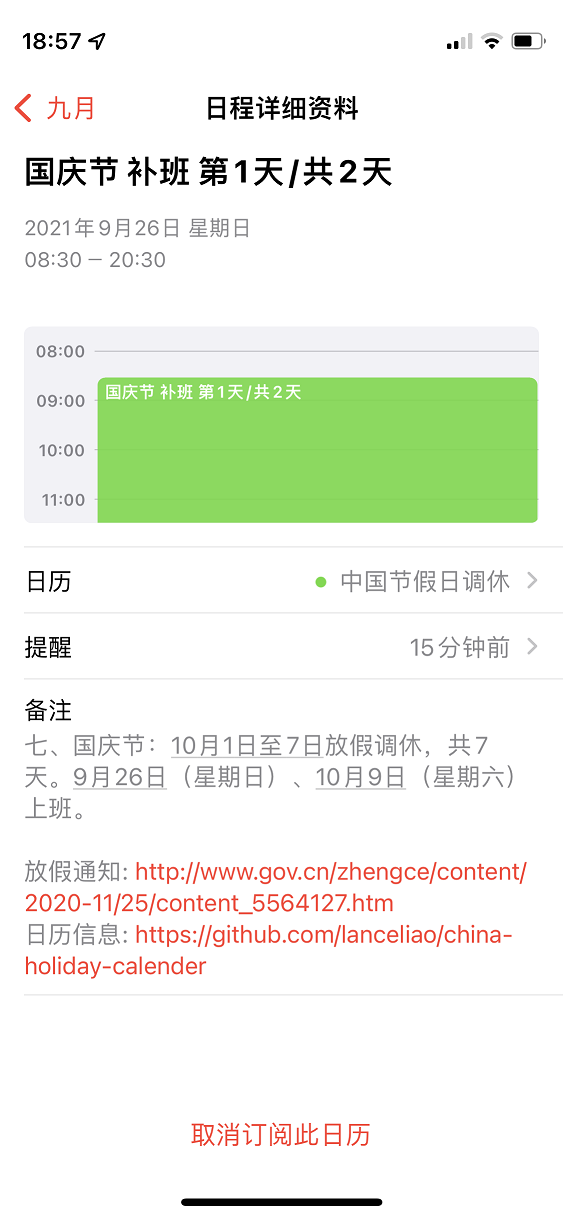 18:57
九月
日程详细资料
国庆节 补班 第1天/共2天
2021年9月26日 星期日
08:30 – 20:30
08:00
国庆节 补班 第1天/共2天
09:00
10:00
11:00
日历 中国节假日调休
提醒 15分钟前
备注
七、国庆节：10月1日至7日放假调休，共7
天。9月26日（星期日）、10月9日（星期六）
上班。
放假通知: http://www.gov.cn/zhengce/content/
2020-11/25/content_5564127.htm
日历信息: https://github.com/lanceliao/china-
holiday-calender
取消订阅此日历